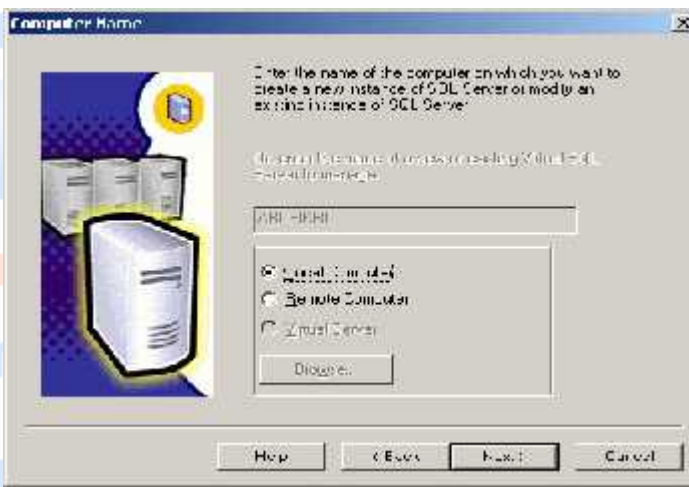 Computer Name
Enter the name of the computer on which you want to
create a new instance of SQL Server or modify an
existing instance of SQL Server
Local Computer
Remote Computer
Virtual Server
Browse...
Help
< Back
Next >
Cancel